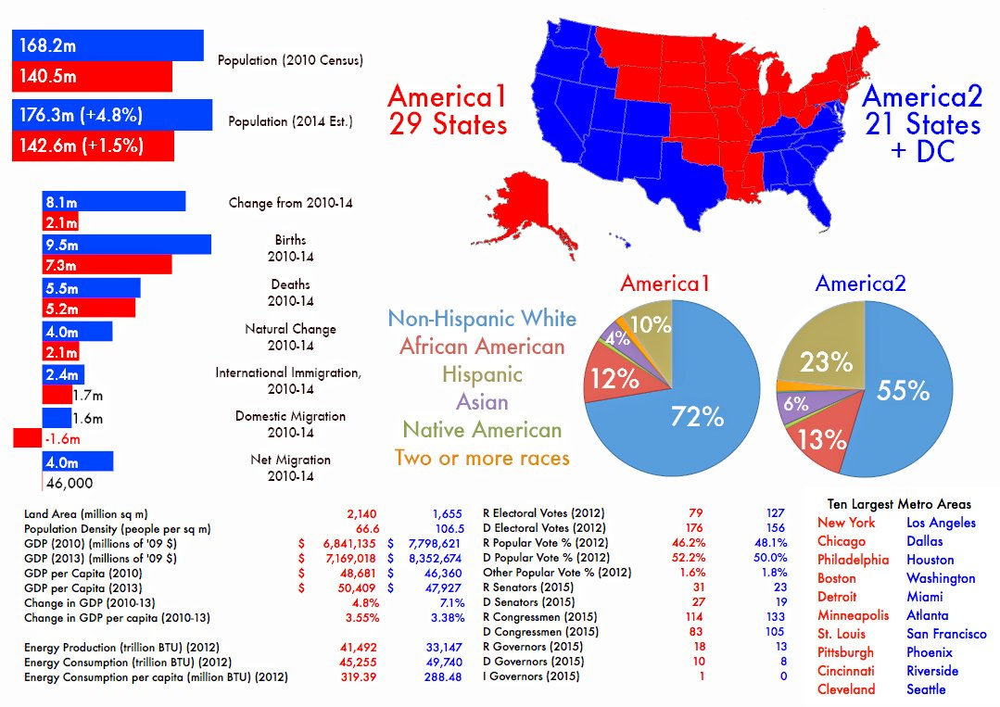 168.2m
140.5m
Population (2010 Census)
176.3m (+4.8%)
142.6m (+1.5%)
Population (2014 Est.)
America1
29 States
America2
21 States
+ DC
8.1m
2.1m
Change from 2010-14
9.5m
7.3m
Births
2010-14
5.5m
5.2m
Deaths
2010-14
4.0m
2.1m
Natural Change
2010-14
2.4m
1.7m
International Immigration,
2010-14
1.6m
-1.6m
Domestic Migration
2010-14
4.0m
46,000
Net Migration
2010-14
Non-Hispanic White
African American
Hispanic
Asian
Native American
Two or more races
America1
10%
4%
12%
72%
America2
23%
55%
6%
13%
Land Area (million sq m) 2,140 1,655
Population Density (people per sq m) 66.6 106.5
GDP (2010) (millions of '09 $) $ 6,841,135 $ 7,798,621
GDP (2013) (millions of '09 $) $ 7,169,018 $ 8,352,674
GDP per Capita (2010) $ 48,681 $ 46,360
GDP per Capita (2013) $ 50,409 $ 47,927
Change in GDP (2010-13) 4.8% 7.1%
Change in GDP per capita (2010-13) 3.55% 3.38%
Energy Production (trillion BTU) (2012) 41,492 33,147
Energy Consumption (trillion BTU) (2012) 45,255 49,740
Energy Consumption per capita (million BTU) (2012) 319.39 288.48
R Electoral Votes (2012) 79 127
D Electoral Votes (2012) 176 156
R Popular Vote % (2012) 46.2% 48.1%
D Popular Vote % (2012) 52.2% 50.0%
Other Popular Vote % (2012) 1.6% 1.8%
R Senators (2015) 31 23
D Senators (2015) 27 19
R Congressmen (2015) 114 133
D Congressmen (2015) 83 105
R Governors (2015) 18 13
D Governors (2015) 10 8
I Governors (2015) 1 0
Ten Largest Metro Areas
New York Los Angeles
Chicago Dallas
Philadelphia Houston
Boston Washington
Detroit Miami
Minneapolis Atlanta
St. Louis San Francisco
Pittsburgh Phoenix
Cincinnati Riverside
Cleveland Seattle